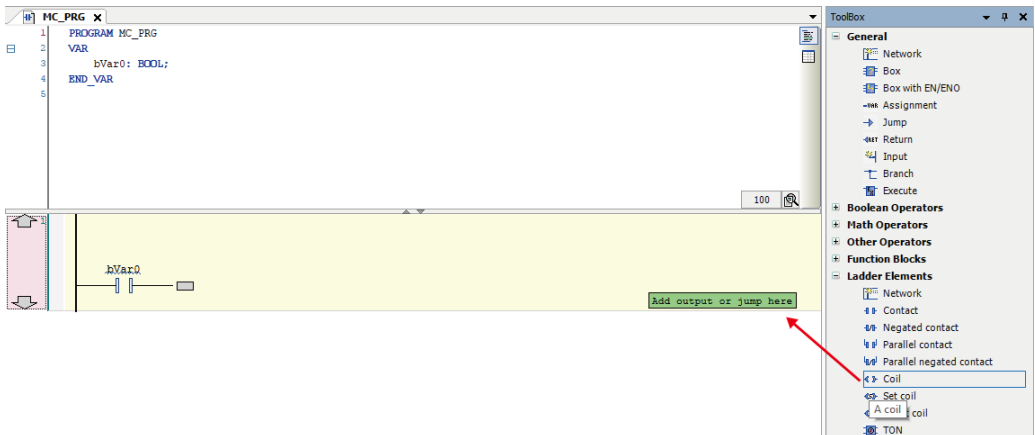 MC_PRG
1 PROGRAM MC_PRG
2 VAR
3 bVar0: BOOL;
4 END_VAR
5
100
1
bVar0
Add output or jump here
ToolBox
General
Network
Box
Box with EN/ENO
Assignment
Jump
Return
Input
Branch
Execute
Boolean Operators
Math Operators
Other Operators
Function Blocks
Ladder Elements
Network
Contact
Negated contact
Parallel contact
Parallel negated contact
Coil
Set coil
A coil
coil
TON